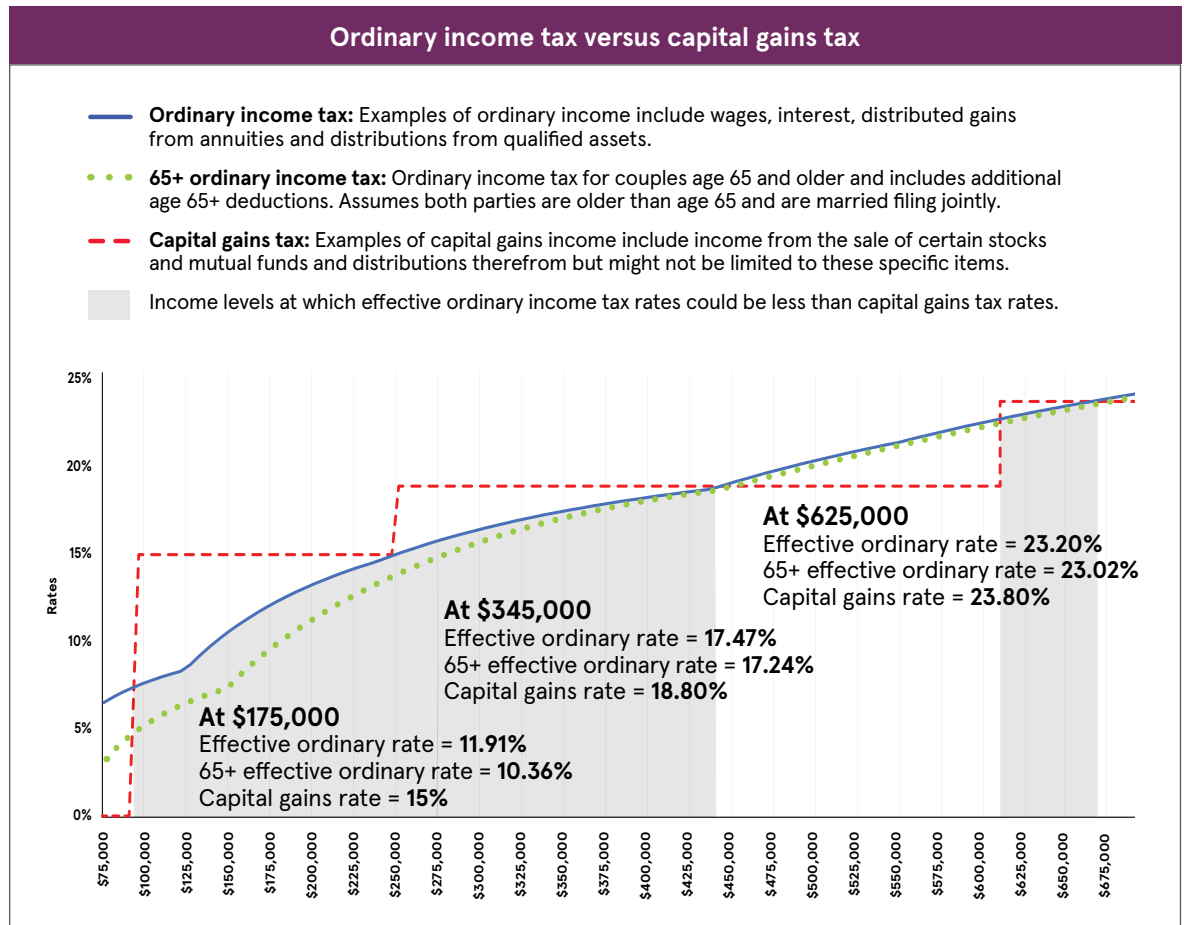 Ordinary income tax versus capital gains tax
Ordinary income tax: Examples of ordinary income include wages, interest, distributed gains
from annuities and distributions from qualified assets.
65+ ordinary income tax: Ordinary income tax for couples age 65 and older and includes additional
age 65+ deductions. Assumes both parties are older than age 65 and are married filing jointly.
Capital gains tax: Examples of capital gains income include income from the sale of certain stocks
and mutual funds and distributions therefrom but might not be limited to these specific items.
Income levels at which effective ordinary income tax rates could be less than capital gains tax rates.
25%
20%
15%
10%
5%
0%
Rates
At $625,000
Effective ordinary rate = 23.20%
65+ effective ordinary rate = 23.02%
Capital gains rate = 23.80%
At $345,000
Effective ordinary rate = 17.47%
65+ effective ordinary rate = 17.24%
Capital gains rate = 18.80%
At $175,000
Effective ordinary rate = 11.91%
65+ effective ordinary rate = 10.36%
Capital gains rate = 15%
$75,000
$100,000
$125,000
$150,000
$175,000
$200,000
$225,000
$250,000
$275,000
$300,000
$325,000
$350,000
$375,000
$400,000
$425,000
$450,000
$475,000
$500,000
$525,000
$550,000
$575,000
$600,000
$625,000
$650,000
$675,000